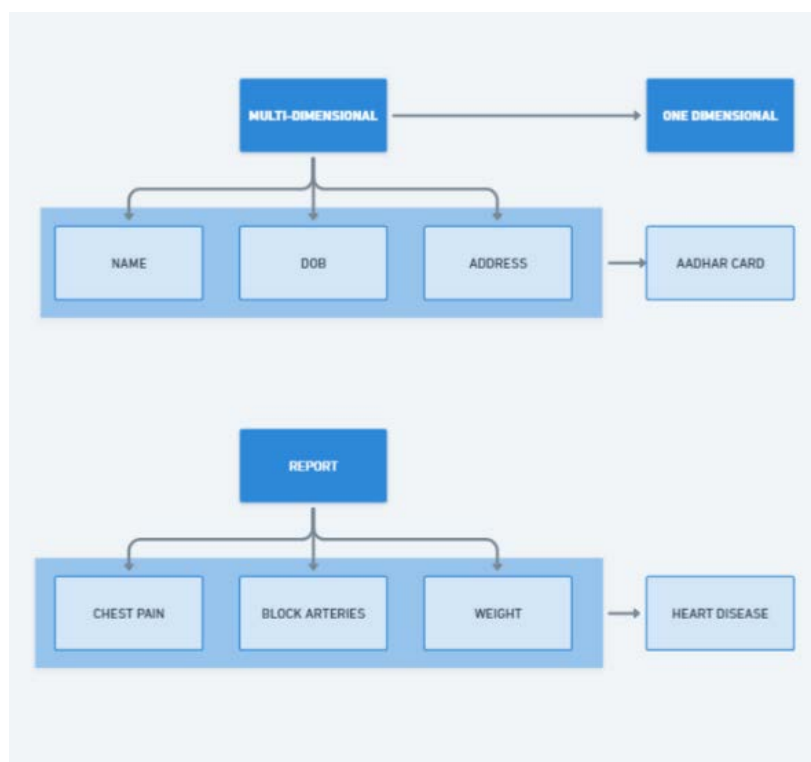 MULTI-DIMENSIONAL
ONE DIMENSIONAL
NAME
DOB
ADDRESS
AADHAR CARD
REPORT
CHEST PAIN
BLOCK ARTERIES
WEIGHT
HEART DISEASE